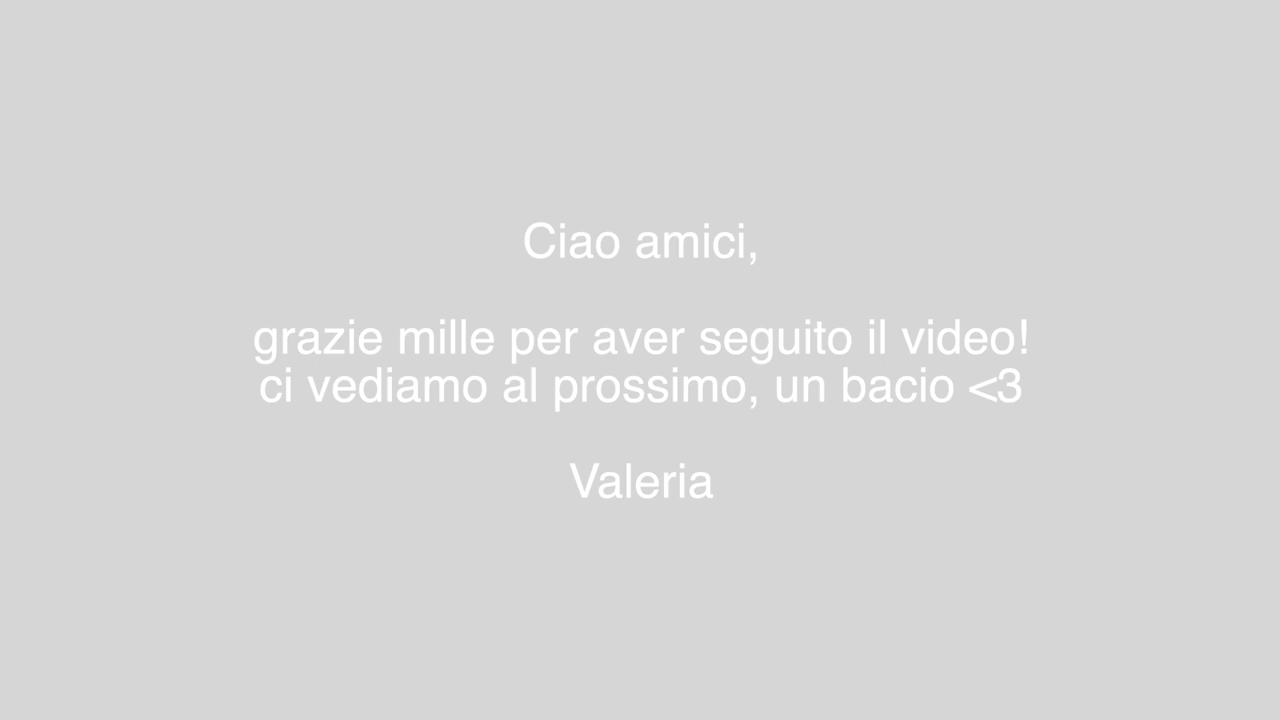 Ciao amici,
grazie mille per aver seguito il video!
ci vediamo al prossimo, un bacio <3
Valeria